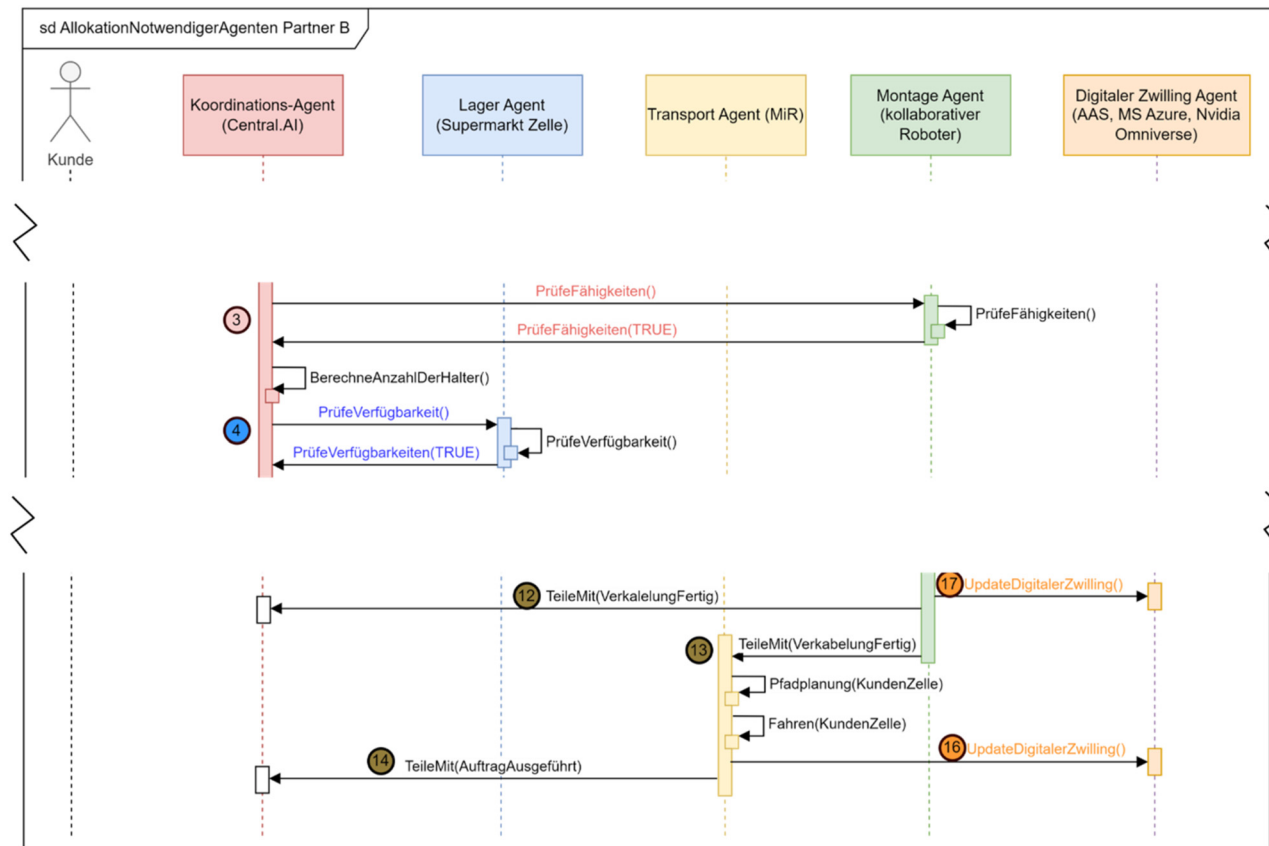 sd AllokationNotwendigerAgenten Partner B
Kunde
Koordinations-Agent
(Central.AI)
Lager Agent
(Supermarkt Zelle)
Transport Agent (MiR)
Montage Agent
(kollaborativer
Roboter)
Digitaler Zwilling Agent
(AAS, MS Azure, Nvidia
Omniverse)
PrüfeFähigkeiten()
3
PrüfeFähigkeiten()
PrüfeFähigkeiten(TRUE)
BerechneAnzahlDerHalter()
4
PrüfeVerfügbarkeit()
PrüfeVerfügbarkeit()
PrüfeVerfügbarkeiten(TRUE)
17
UpdateDigitalerZwilling()
12
TeileMit(VerkalelungFertig)
13
TeileMit(VerkabelungFertig)
Pfadplanung(KundenZelle)
Fahren(KundenZelle)
16
UpdateDigitalerZwilling()
14
TeileMit(AuftragAusgeführt)